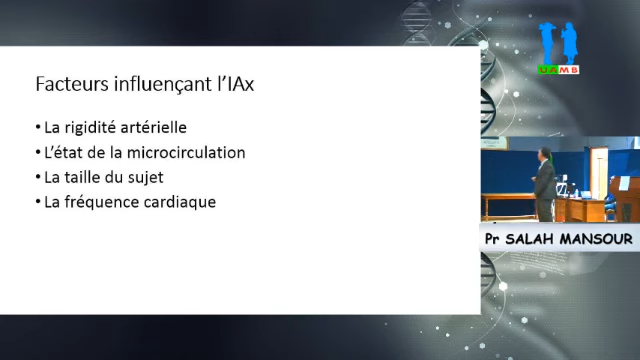 Facteurs influençant l’IAx
• La rigidité artérielle
• L’état de la microcirculation
• La taille du sujet
• La fréquence cardiaque
UAMB
Pr SALAH MANSOUR